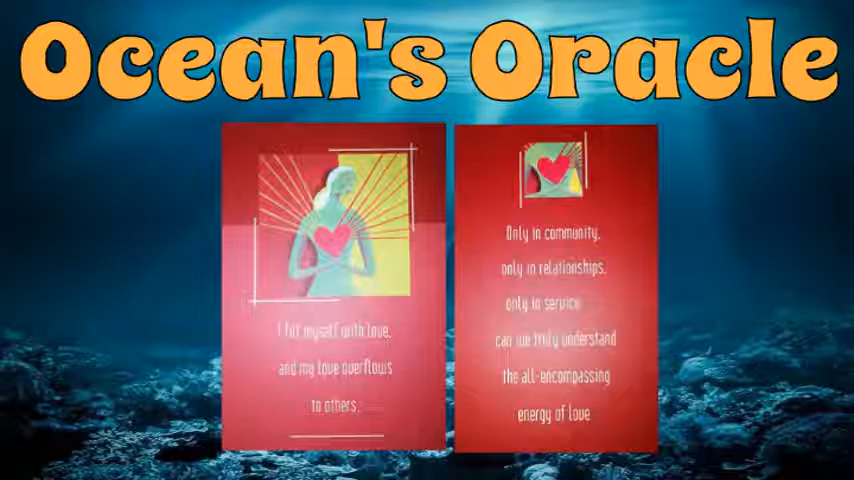 Ocean's Oracle
I fill myself with love,
and my love overflows
to others.
Only in community,
only in relationships,
only in service
can we truly understand
the all-encompassing
energy of love